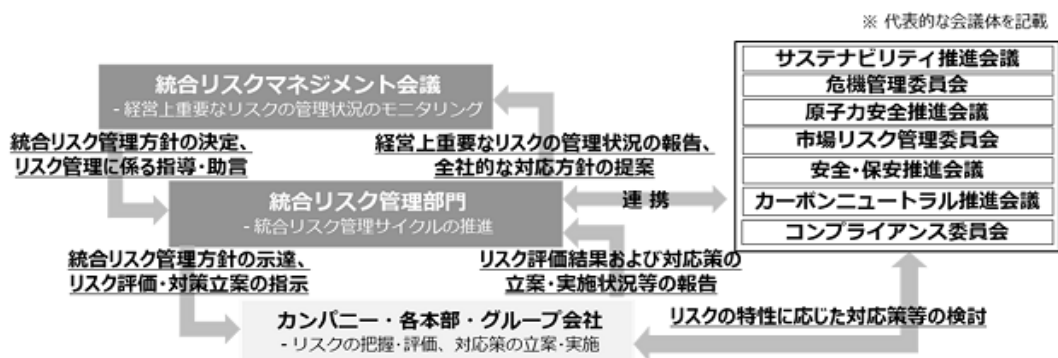 ※ 代表的な会議体を記載
統合リスクマネジメント会議
- 経営上重要なリスクの管理状況のモニタリング
統合リスク管理方針の決定、
リスク管理に係る指導・助言
経営上重要なリスクの管理状況の報告、
全社的な対応方針の提案
統合リスク管理部門
- 統合リスク管理サイクルの推進
連 携
サステナビリティ推進会議
危機管理委員会
原子力安全推進会議
市場リスク管理委員会
安全・保安推進会議
カーボンニュートラル推進会議
コンプライアンス委員会
統合リスク管理方針の示達、
リスク評価・対策立案の指示
リスク評価結果および対応策の
立案・実施状況等の報告
カンパニー・各本部・グループ会社
- リスクの把握・評価、対応策の立案・実施
リスクの特性に応じた対応策等の検討